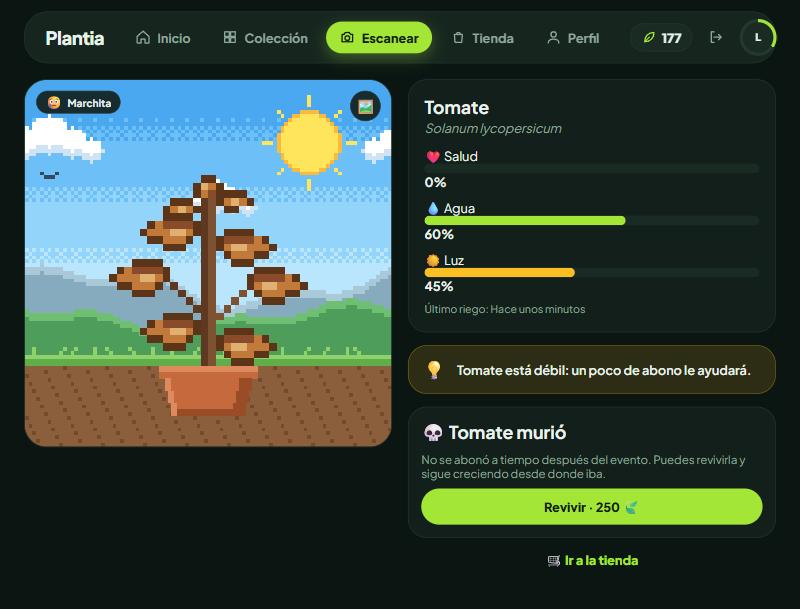 Plantia
Inicio
Colección
Escanear
Tienda
Perfil
177
L
Marchita
Tomate
Solanum lycopersicum
Salud
0%
Agua
60%
Luz
45%
Último riego: Hace unos minutos
Tomate está débil: un poco de abono le ayudará.
Tomate murió
No se abonó a tiempo después del evento. Puedes revivirla y
sigue creciendo desde donde iba.
Revivir · 250
Ir a la tienda